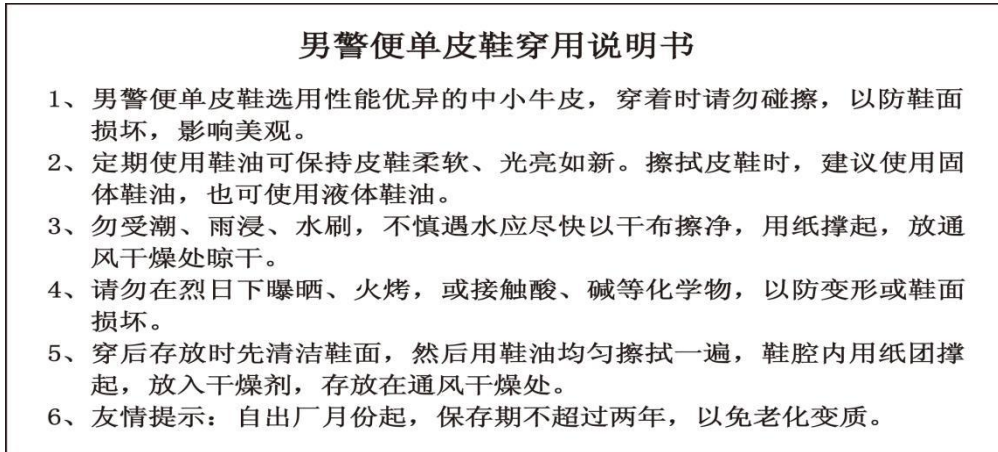 男警便单皮鞋穿用说明书
1、男警便单皮鞋选用性能优异的中小牛皮，穿着时请勿碰擦，以防鞋面
损坏，影响美观。
2、定期使用鞋油可保持皮鞋柔软、光亮如新。擦拭皮鞋时，建议使用固
体鞋油，也可使用液体鞋油。
3、勿受潮、雨浸、水刷，不慎遇水应尽快以干布擦净，用纸撑起，放通
风干燥处晾干。
4、请勿在烈日下曝晒、火烤，或接触酸、碱等化学物，以防变形或鞋面
损坏。
5、穿后存放时先清洁鞋面，然后用鞋油均匀擦拭一遍，鞋腔内用纸团撑
起，放入干燥剂，存放在通风干燥处。
6、友情提示：自出厂月份起，保存期不超过两年，以免老化变质。